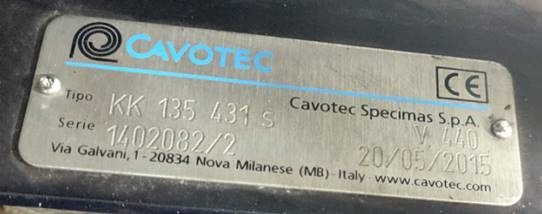 CAVOTEC
CE
Tipo KK 135 431 S Cavotec Specimas S.p.A.
Serie 1402082/2 V. 440
20/05/2015
Via Galvani, 1 - 20834 Nova Milanese (MB) - Italy - www.cavotec.com